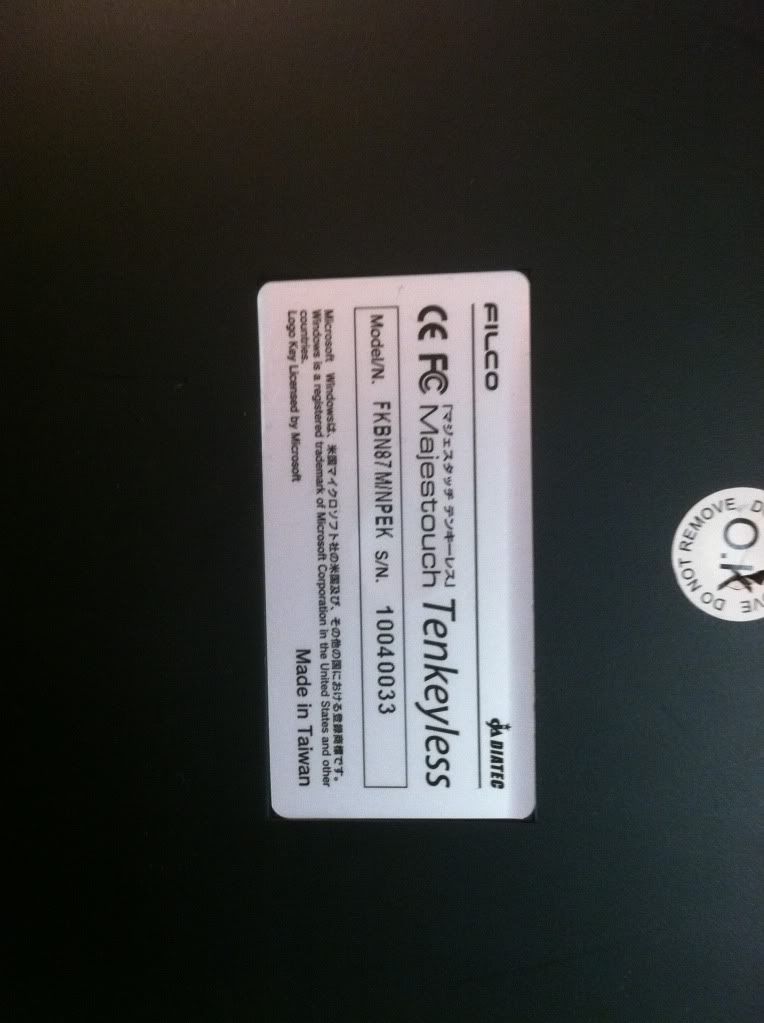 FILCO
DIATEC
「マジェスタッチ テンキーレス」
CE FC Majestouch Tenkeyless
Model/N. FKBN87M/NPEK S/N. 10040033
Microsoft Windowsは、米国マイクロソフト社の米国及び、その他の国における登録商標です。
Windows is a registered trademark of Microsoft Corporation in the United States and other
countries.
Logo Key Licensed by Microsoft
Made in Taiwan
O.K
DO NOT REMOVE